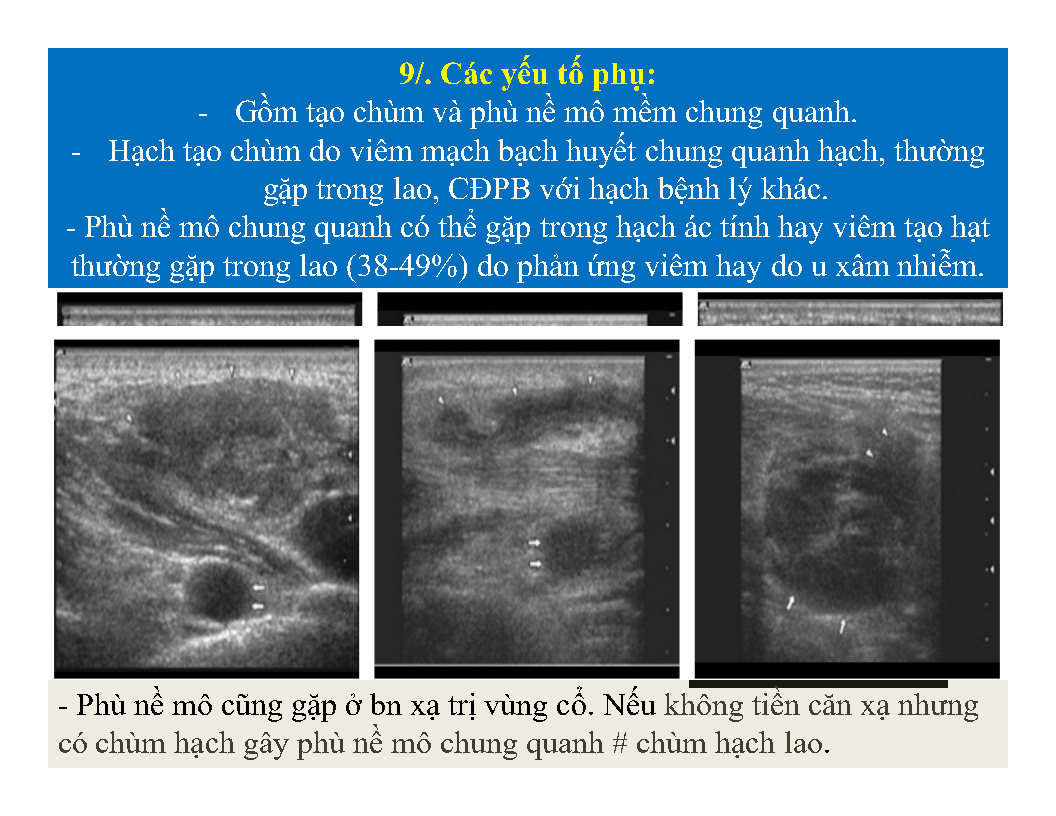 9/. Các yếu tố phụ:
- Gồm tạo chùm và phù nề mô mềm chung quanh.
- Hạch tạo chùm do viêm mạch bạch huyết chung quanh hạch, thường
gặp trong lao, CĐPB với hạch bệnh lý khác.
- Phù nề mô chung quanh có thể gặp trong hạch ác tính hay viêm tạo hạt
thường gặp trong lao (38-49%) do phản ứng viêm hay do u xâm nhiễm.
- Phù nề mô cũng gặp ở bn xạ trị vùng cổ. Nếu không tiền căn xạ nhưng
có chùm hạch gây phù nề mô chung quanh # chùm hạch lao.